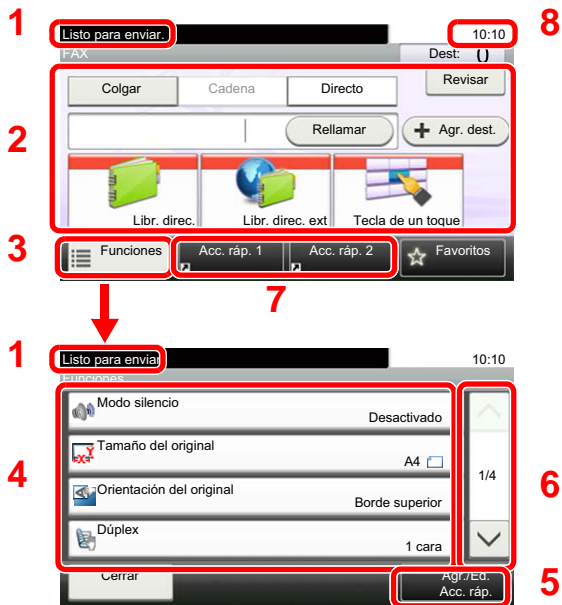 1 Listo para enviar. 10:10 8
FAX Dest: ()
Colgar Cadena Directo Revisar
2 Rellamar + Agr. dest.
Libr. direc. Libr. direc. ext Tecla de un toque
3 Funciones Acc. ráp. 1 Acc. ráp. 2 Favoritos
7
1 Listo para enviar 10:10
Funciones
Modo silencio
Desactivado
XY Tamaño del original
A4
4 1/4 6
Orientación del original
Borde superior
Dúplex
1 cara
Cerrar Agr./Ed. 5
Acc. ráp.